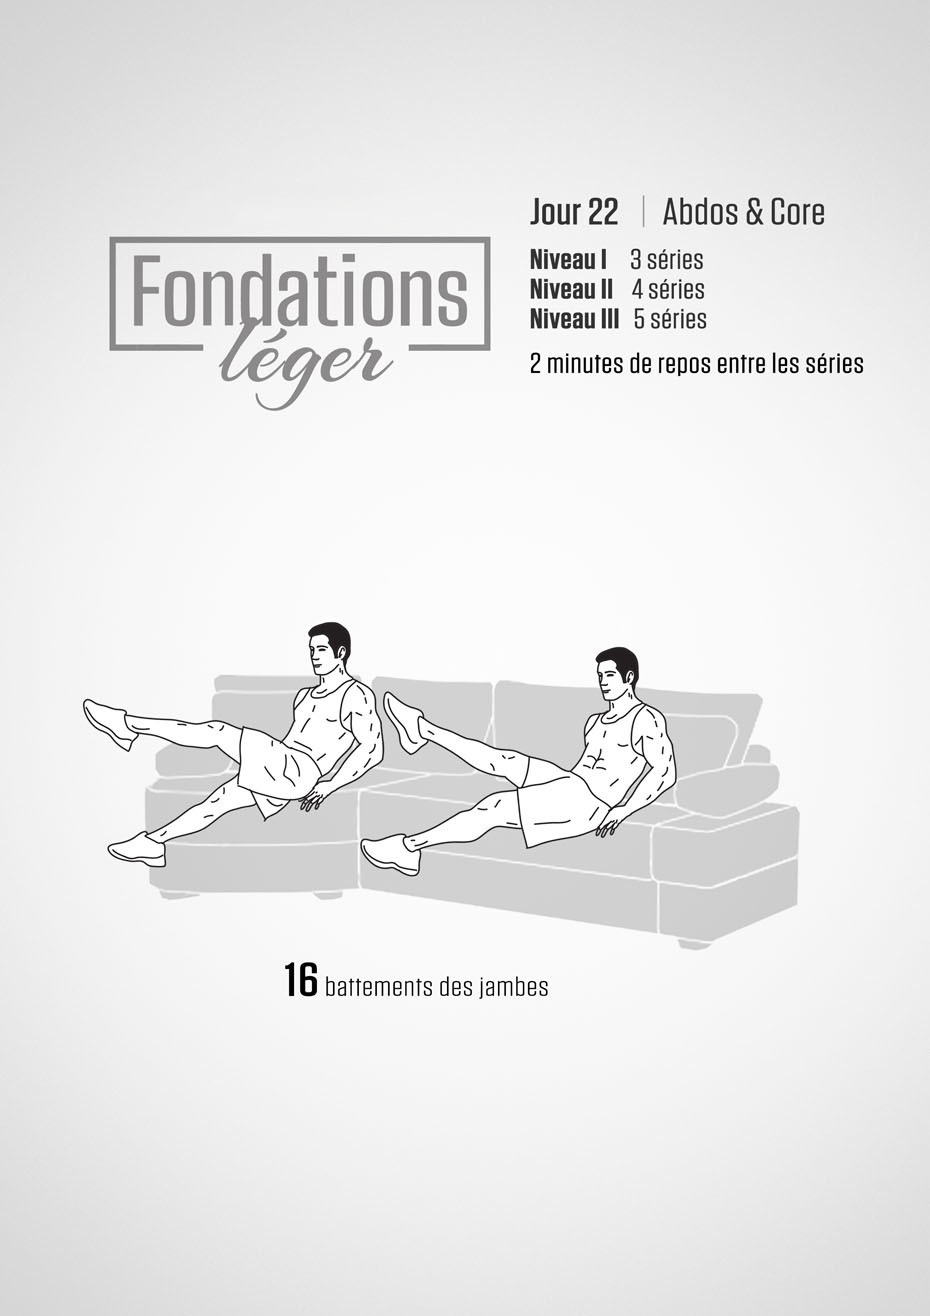 Fondations
léger
Jour 22 | Abdos & Core
Niveau I 3 séries
Niveau II 4 séries
Niveau III 5 séries
2 minutes de repos entre les séries
16 battements des jambes